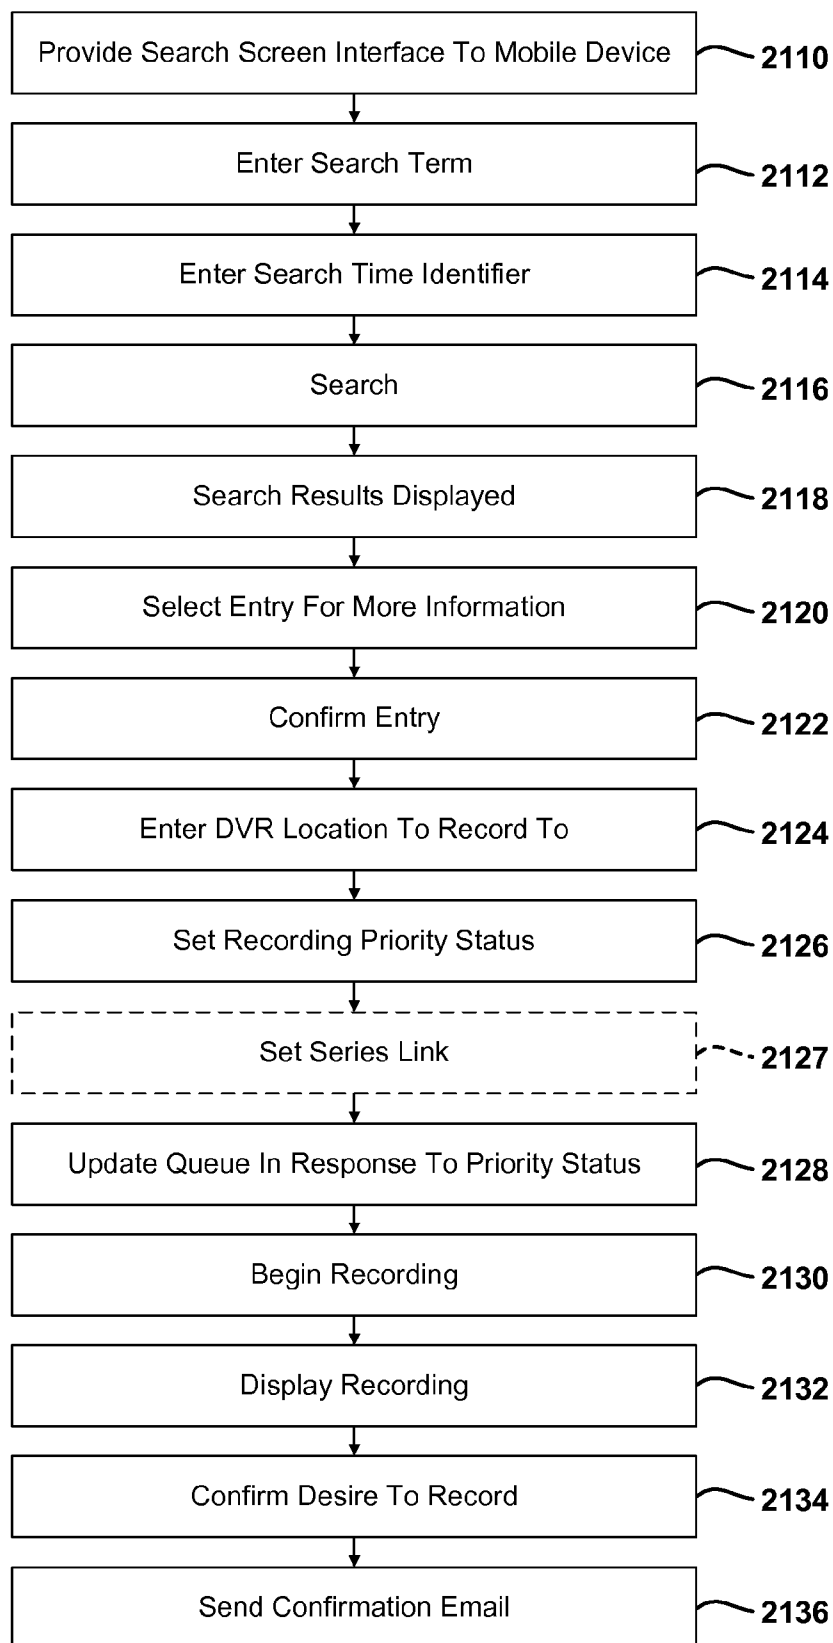 Provide Search Screen Interface To Mobile Device 2110
Enter Search Term 2112
Enter Search Time Identifier 2114
Search 2116
Search Results Displayed 2118
Select Entry For More Information 2120
Confirm Entry 2122
Enter DVR Location To Record To 2124
Set Recording Priority Status 2126
Set Series Link 2127
Update Queue In Response To Priority Status 2128
Begin Recording 2130
Display Recording 2132
Confirm Desire To Record 2134
Send Confirmation Email 2136